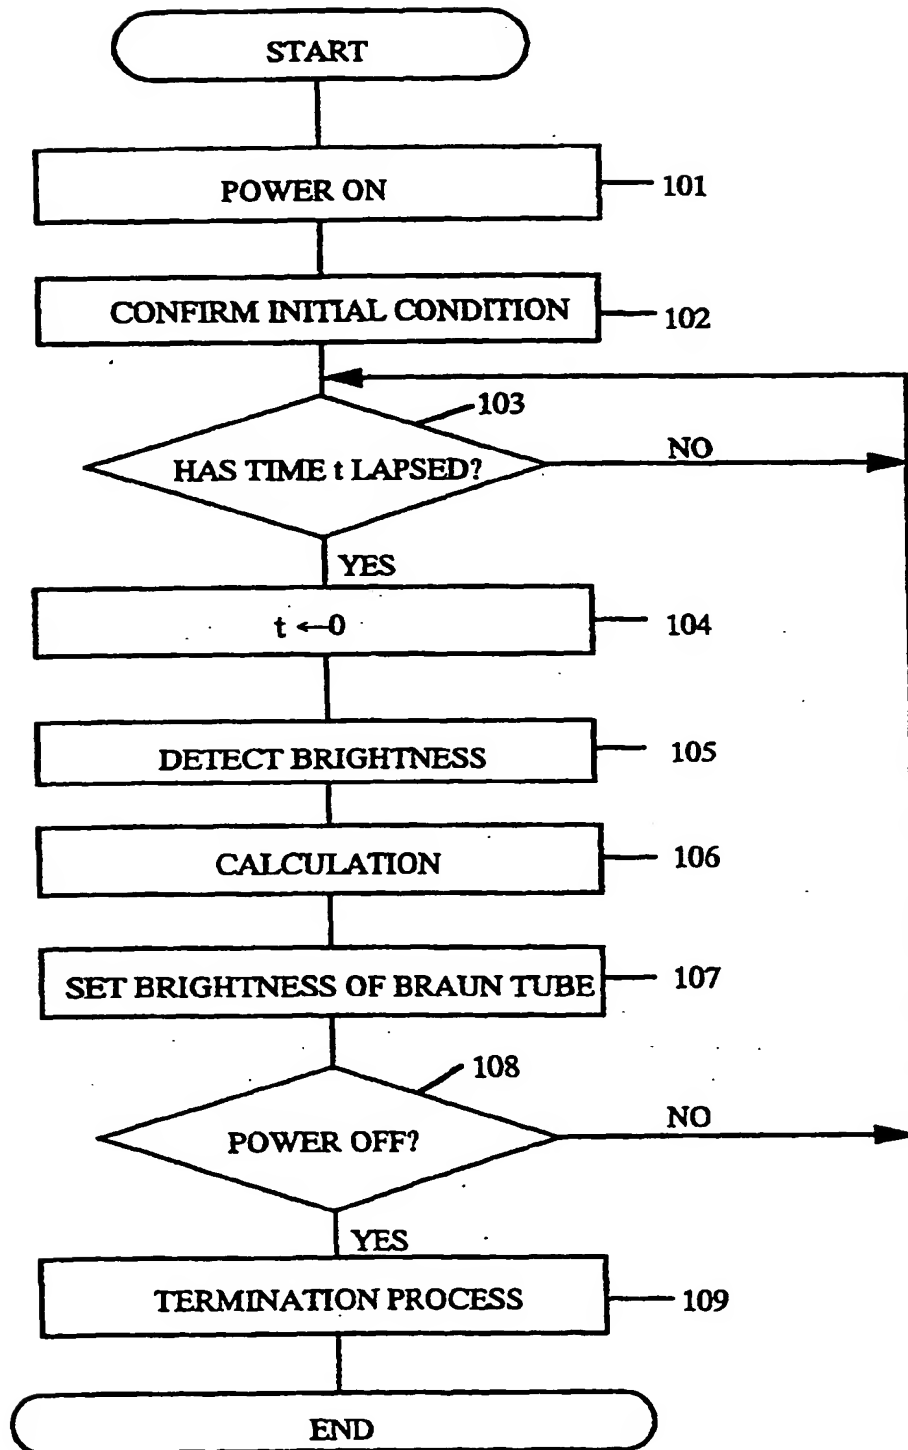 START
POWER ON
101
CONFIRM INITIAL CONDITION
102
103
HAS TIME t LAPSED?
NO
YES
t ←0
104
DETECT BRIGHTNESS
105
CALCULATION
106
SET BRIGHTNESS OF BRAUN TUBE
107
108
POWER OFF?
NO
YES
TERMINATION PROCESS
109
END